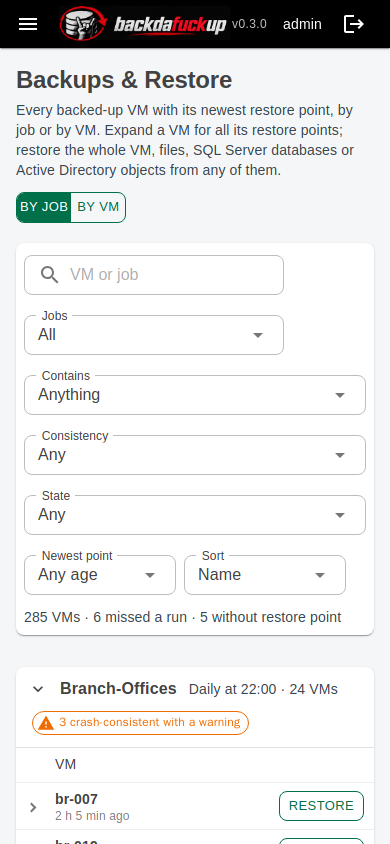 backdafuckup v0.3.0 admin
Backups & Restore
Every backed-up VM with its newest restore point, by
job or by VM. Expand a VM for all its restore points;
restore the whole VM, files, SQL Server databases or
Active Directory objects from any of them.
BY JOB BY VM
VM or job
Jobs
All
Contains
Anything
Consistency
Any
State
Any
Newest point Sort
Any age Name
285 VMs · 6 missed a run · 5 without restore point
Branch-Offices Daily at 22:00 · 24 VMs
3 crash-consistent with a warning
VM
br-007
RESTORE
2 h 5 min ago